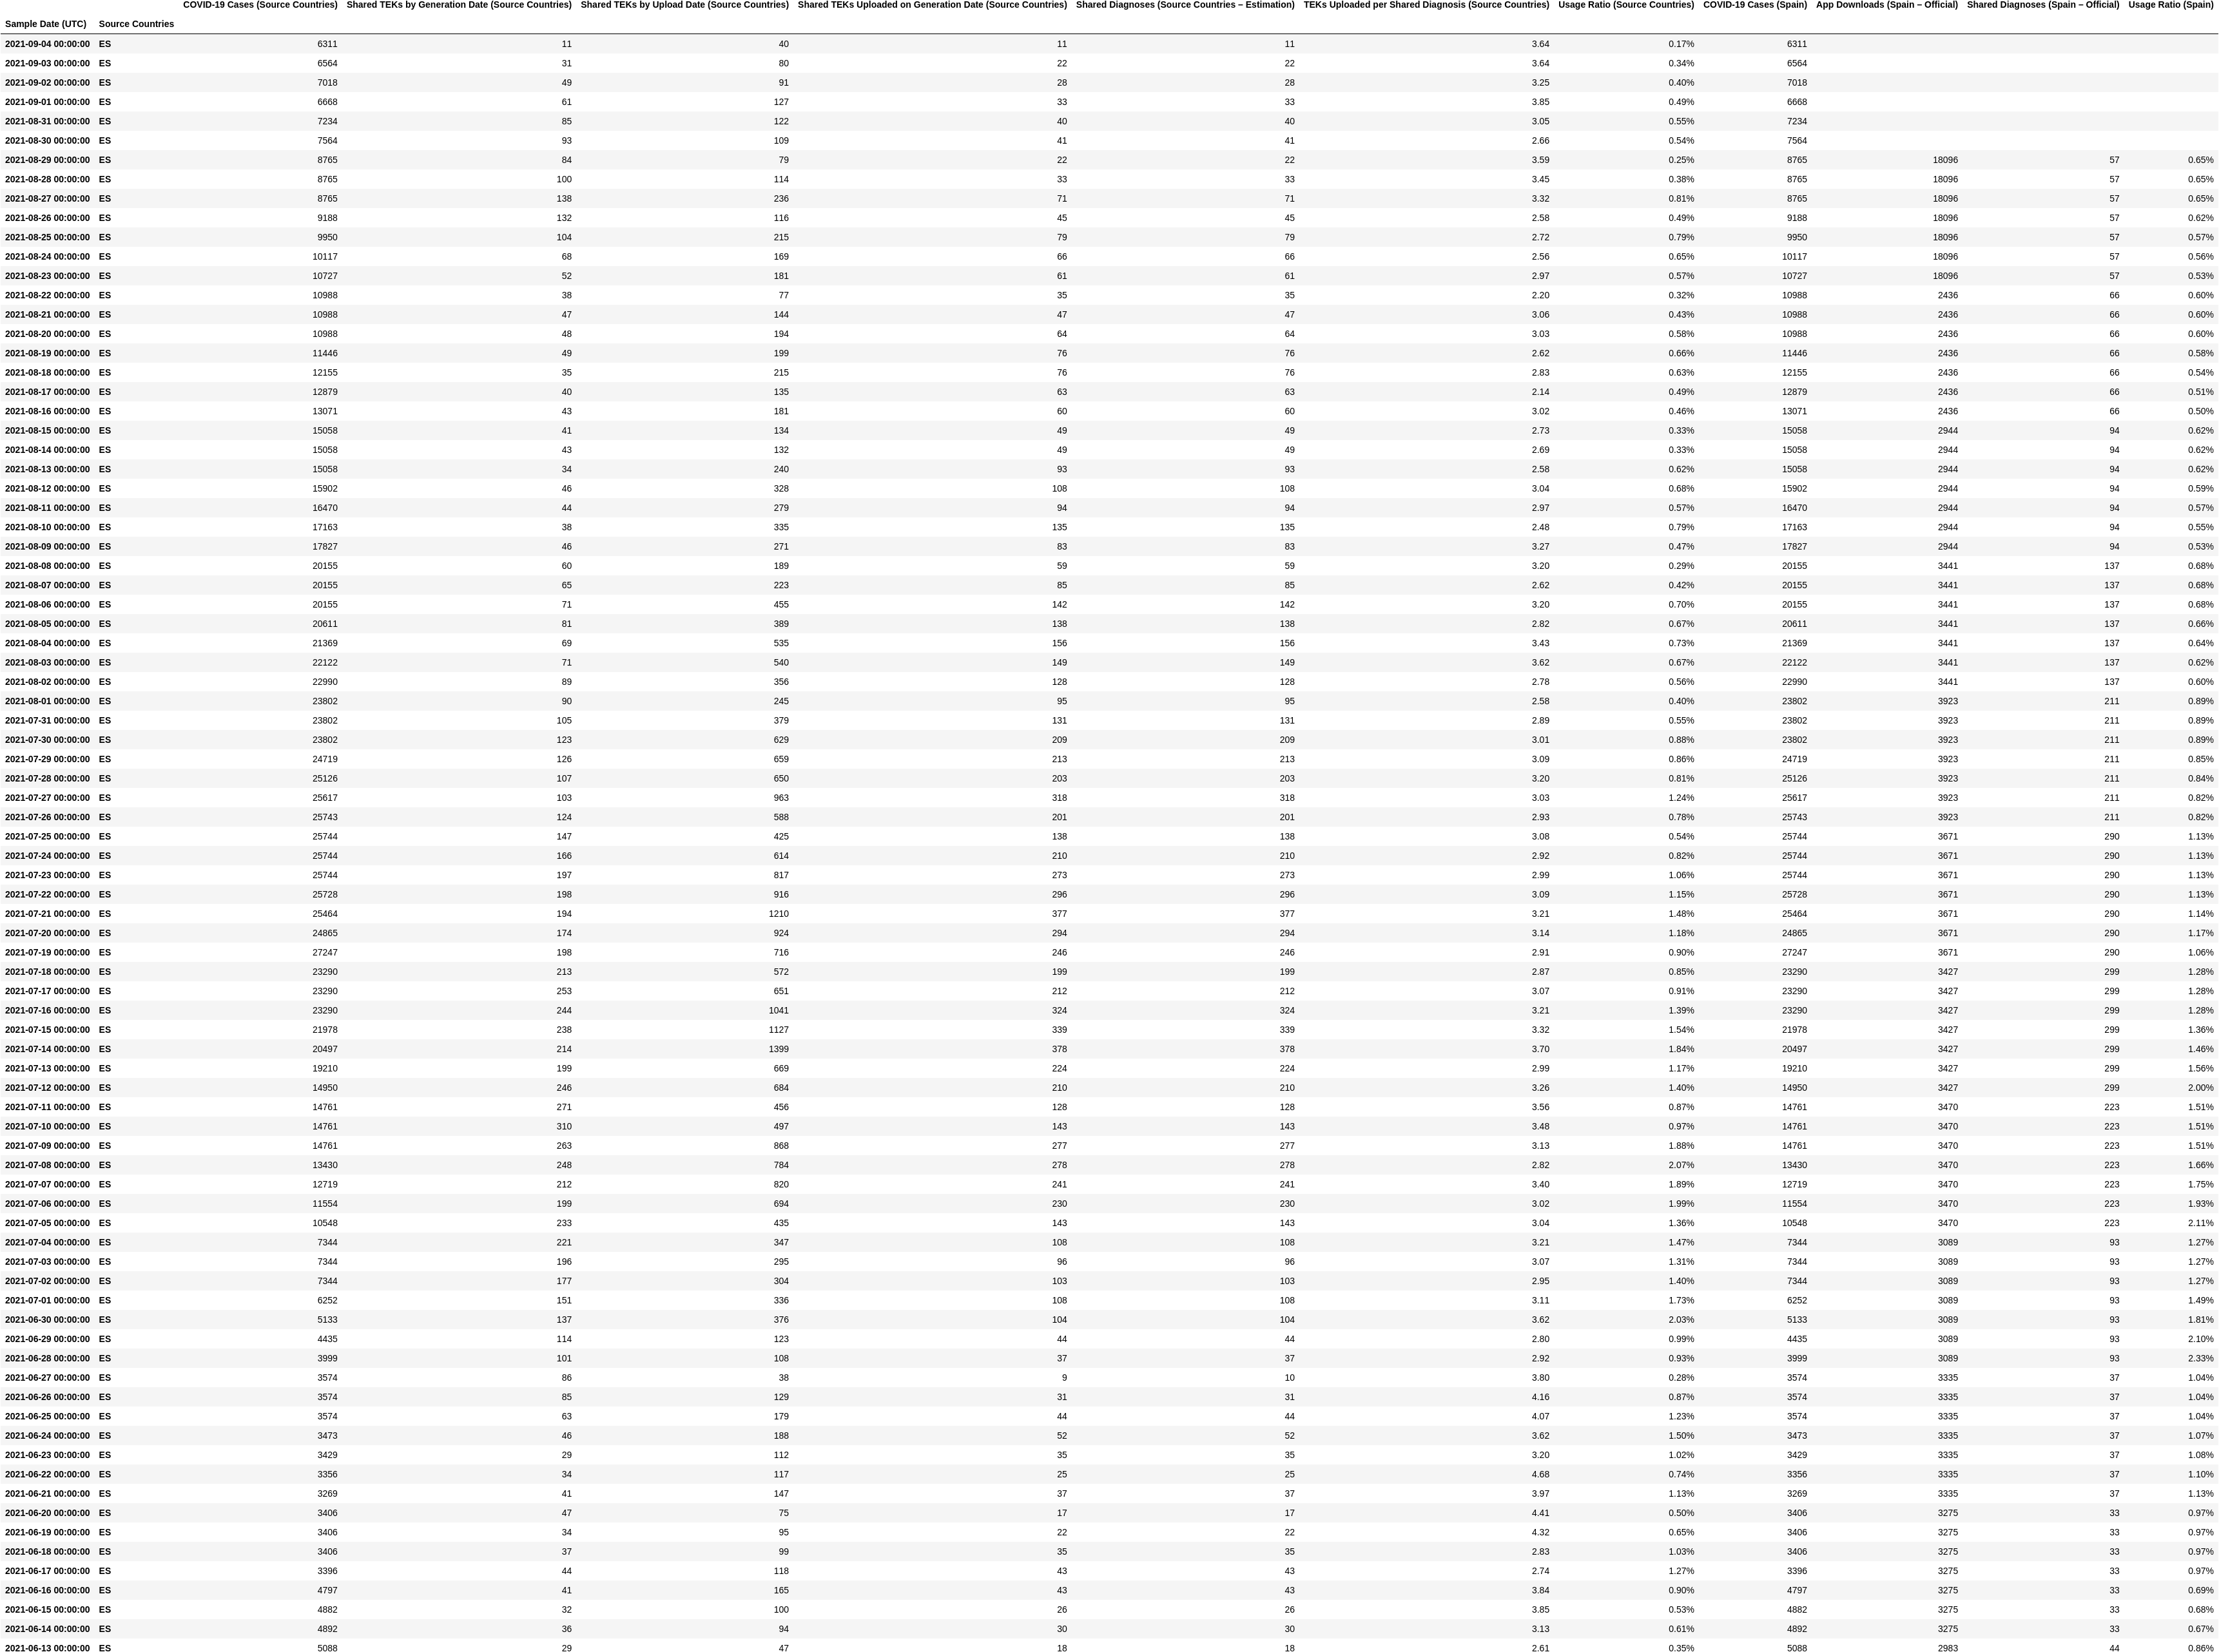 COVID-19 Cases (Source Countries) Shared TEKs by Generation Date (Source Countries) Shared TEKs by Upload Date (Source Countries) Shared TEKs Uploaded on Generation Date (Source Countries) Shared Diagnoses (Source Countries – Estimation) TEKs Uploaded per Shared Diagnosis (Source Countries) Usage Ratio (Source Countries) COVID-19 Cases (Spain) App Downloads (Spain – Official) Shared Diagnoses (Spain – Official) Usage Ratio (Spain)
Sample Date (UTC) Source Countries
2021-09-04 00:00:00 ES 6311 11 40 11 11 3.64 0.17% 6311
2021-09-03 00:00:00 ES 6564 31 80 22 22 3.64 0.34% 6564
2021-09-02 00:00:00 ES 7018 49 91 28 28 3.25 0.40% 7018
2021-09-01 00:00:00 ES 6668 61 127 33 33 3.85 0.49% 6668
2021-08-31 00:00:00 ES 7234 85 122 40 40 3.05 0.55% 7234
2021-08-30 00:00:00 ES 7564 93 109 41 41 2.66 0.54% 7564
2021-08-29 00:00:00 ES 8765 84 79 22 22 3.59 0.25% 8765 18096 57 0.65%
2021-08-28 00:00:00 ES 8765 100 114 33 33 3.45 0.38% 8765 18096 57 0.65%
2021-08-27 00:00:00 ES 8765 138 236 71 71 3.32 0.81% 8765 18096 57 0.65%
2021-08-26 00:00:00 ES 9188 132 116 45 45 2.58 0.49% 9188 18096 57 0.62%
2021-08-25 00:00:00 ES 9950 104 215 79 79 2.72 0.79% 9950 18096 57 0.57%
2021-08-24 00:00:00 ES 10117 68 169 66 66 2.56 0.65% 10117 18096 57 0.56%
2021-08-23 00:00:00 ES 10727 52 181 61 61 2.97 0.57% 10727 18096 57 0.53%
2021-08-22 00:00:00 ES 10988 38 77 35 35 2.20 0.32% 10988 2436 66 0.60%
2021-08-21 00:00:00 ES 10988 47 144 47 47 3.06 0.43% 10988 2436 66 0.60%
2021-08-20 00:00:00 ES 10988 48 194 64 64 3.03 0.58% 10988 2436 66 0.60%
2021-08-19 00:00:00 ES 11446 49 199 76 76 2.62 0.66% 11446 2436 66 0.58%
2021-08-18 00:00:00 ES 12155 35 215 76 76 2.83 0.63% 12155 2436 66 0.54%
2021-08-17 00:00:00 ES 12879 40 135 63 63 2.14 0.49% 12879 2436 66 0.51%
2021-08-16 00:00:00 ES 13071 43 181 60 60 3.02 0.46% 13071 2436 66 0.50%
2021-08-15 00:00:00 ES 15058 41 134 49 49 2.73 0.33% 15058 2944 94 0.62%
2021-08-14 00:00:00 ES 15058 43 132 49 49 2.69 0.33% 15058 2944 94 0.62%
2021-08-13 00:00:00 ES 15058 34 240 93 93 2.58 0.62% 15058 2944 94 0.62%
2021-08-12 00:00:00 ES 15902 46 328 108 108 3.04 0.68% 15902 2944 94 0.59%
2021-08-11 00:00:00 ES 16470 44 279 94 94 2.97 0.57% 16470 2944 94 0.57%
2021-08-10 00:00:00 ES 17163 38 335 135 135 2.48 0.79% 17163 2944 94 0.55%
2021-08-09 00:00:00 ES 17827 46 271 83 83 3.27 0.47% 17827 2944 94 0.53%
2021-08-08 00:00:00 ES 20155 60 189 59 59 3.20 0.29% 20155 3441 137 0.68%
2021-08-07 00:00:00 ES 20155 65 223 85 85 2.62 0.42% 20155 3441 137 0.68%
2021-08-06 00:00:00 ES 20155 71 455 142 142 3.20 0.70% 20155 3441 137 0.68%
2021-08-05 00:00:00 ES 20611 81 389 138 138 2.82 0.67% 20611 3441 137 0.66%
2021-08-04 00:00:00 ES 21369 69 535 156 156 3.43 0.73% 21369 3441 137 0.64%
2021-08-03 00:00:00 ES 22122 71 540 149 149 3.62 0.67% 22122 3441 137 0.62%
2021-08-02 00:00:00 ES 22990 89 356 128 128 2.78 0.56% 22990 3441 137 0.60%
2021-08-01 00:00:00 ES 23802 90 245 95 95 2.58 0.40% 23802 3923 211 0.89%
2021-07-31 00:00:00 ES 23802 105 379 131 131 2.89 0.55% 23802 3923 211 0.89%
2021-07-30 00:00:00 ES 23802 123 629 209 209 3.01 0.88% 23802 3923 211 0.89%
2021-07-29 00:00:00 ES 24719 126 659 213 213 3.09 0.86% 24719 3923 211 0.85%
2021-07-28 00:00:00 ES 25126 107 650 203 203 3.20 0.81% 25126 3923 211 0.84%
2021-07-27 00:00:00 ES 25617 103 963 318 318 3.03 1.24% 25617 3923 211 0.82%
2021-07-26 00:00:00 ES 25743 124 588 201 201 2.93 0.78% 25743 3923 211 0.82%
2021-07-25 00:00:00 ES 25744 147 425 138 138 3.08 0.54% 25744 3671 290 1.13%
2021-07-24 00:00:00 ES 25744 166 614 210 210 2.92 0.82% 25744 3671 290 1.13%
2021-07-23 00:00:00 ES 25744 197 817 273 273 2.99 1.06% 25744 3671 290 1.13%
2021-07-22 00:00:00 ES 25728 198 916 296 296 3.09 1.15% 25728 3671 290 1.13%
2021-07-21 00:00:00 ES 25464 194 1210 377 377 3.21 1.48% 25464 3671 290 1.14%
2021-07-20 00:00:00 ES 24865 174 924 294 294 3.14 1.18% 24865 3671 290 1.17%
2021-07-19 00:00:00 ES 27247 198 716 246 246 2.91 0.90% 27247 3671 290 1.06%
2021-07-18 00:00:00 ES 23290 213 572 199 199 2.87 0.85% 23290 3427 299 1.28%
2021-07-17 00:00:00 ES 23290 253 651 212 212 3.07 0.91% 23290 3427 299 1.28%
2021-07-16 00:00:00 ES 23290 244 1041 324 324 3.21 1.39% 23290 3427 299 1.28%
2021-07-15 00:00:00 ES 21978 238 1127 339 339 3.32 1.54% 21978 3427 299 1.36%
2021-07-14 00:00:00 ES 20497 214 1399 378 378 3.70 1.84% 20497 3427 299 1.46%
2021-07-13 00:00:00 ES 19210 199 669 224 224 2.99 1.17% 19210 3427 299 1.56%
2021-07-12 00:00:00 ES 14950 246 684 210 210 3.26 1.40% 14950 3427 299 2.00%
2021-07-11 00:00:00 ES 14761 271 456 128 128 3.56 0.87% 14761 3470 223 1.51%
2021-07-10 00:00:00 ES 14761 310 497 143 143 3.48 0.97% 14761 3470 223 1.51%
2021-07-09 00:00:00 ES 14761 263 868 277 277 3.13 1.88% 14761 3470 223 1.51%
2021-07-08 00:00:00 ES 13430 248 784 278 278 2.82 2.07% 13430 3470 223 1.66%
2021-07-07 00:00:00 ES 12719 212 820 241 241 3.40 1.89% 12719 3470 223 1.75%
2021-07-06 00:00:00 ES 11554 199 694 230 230 3.02 1.99% 11554 3470 223 1.93%
2021-07-05 00:00:00 ES 10548 233 435 143 143 3.04 1.36% 10548 3470 223 2.11%
2021-07-04 00:00:00 ES 7344 221 347 108 108 3.21 1.47% 7344 3089 93 1.27%
2021-07-03 00:00:00 ES 7344 196 295 96 96 3.07 1.31% 7344 3089 93 1.27%
2021-07-02 00:00:00 ES 7344 177 304 103 103 2.95 1.40% 7344 3089 93 1.27%
2021-07-01 00:00:00 ES 6252 151 336 108 108 3.11 1.73% 6252 3089 93 1.49%
2021-06-30 00:00:00 ES 5133 137 376 104 104 3.62 2.03% 5133 3089 93 1.81%
2021-06-29 00:00:00 ES 4435 114 123 44 44 2.80 0.99% 4435 3089 93 2.10%
2021-06-28 00:00:00 ES 3999 101 108 37 37 2.92 0.93% 3999 3089 93 2.33%
2021-06-27 00:00:00 ES 3574 86 38 9 10 3.80 0.28% 3574 3335 37 1.04%
2021-06-26 00:00:00 ES 3574 85 129 31 31 4.16 0.87% 3574 3335 37 1.04%
2021-06-25 00:00:00 ES 3574 63 179 44 44 4.07 1.23% 3574 3335 37 1.04%
2021-06-24 00:00:00 ES 3473 46 188 52 52 3.62 1.50% 3473 3335 37 1.07%
2021-06-23 00:00:00 ES 3429 29 112 35 35 3.20 1.02% 3429 3335 37 1.08%
2021-06-22 00:00:00 ES 3356 34 117 25 25 4.68 0.74% 3356 3335 37 1.10%
2021-06-21 00:00:00 ES 3269 41 147 37 37 3.97 1.13% 3269 3335 37 1.13%
2021-06-20 00:00:00 ES 3406 47 75 17 17 4.41 0.50% 3406 3275 33 0.97%
2021-06-19 00:00:00 ES 3406 34 95 22 22 4.32 0.65% 3406 3275 33 0.97%
2021-06-18 00:00:00 ES 3406 37 99 35 35 2.83 1.03% 3406 3275 33 0.97%
2021-06-17 00:00:00 ES 3396 44 118 43 43 2.74 1.27% 3396 3275 33 0.97%
2021-06-16 00:00:00 ES 4797 41 165 43 43 3.84 0.90% 4797 3275 33 0.69%
2021-06-15 00:00:00 ES 4882 32 100 26 26 3.85 0.53% 4882 3275 33 0.68%
2021-06-14 00:00:00 ES 4892 36 94 30 30 3.13 0.61% 4892 3275 33 0.67%
2021-06-13 00:00:00 ES 5088 29 47 18 18 2.61 0.35% 5088 2983 44 0.86%